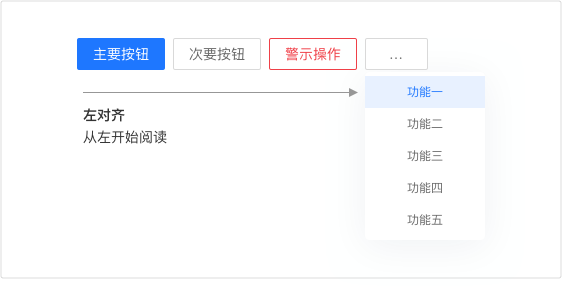 主要按钮 次要按钮 警示操作 ...
左对齐
从左开始阅读
功能一
功能二
功能三
功能四
功能五